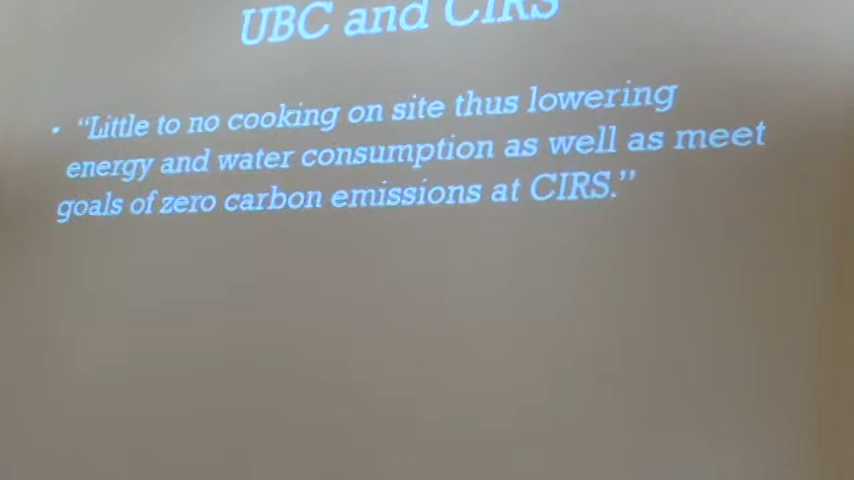 UBC and CIRS
• “Little to no cooking on site thus lowering
energy and water consumption as well as meet
goals of zero carbon emissions at CIRS.”